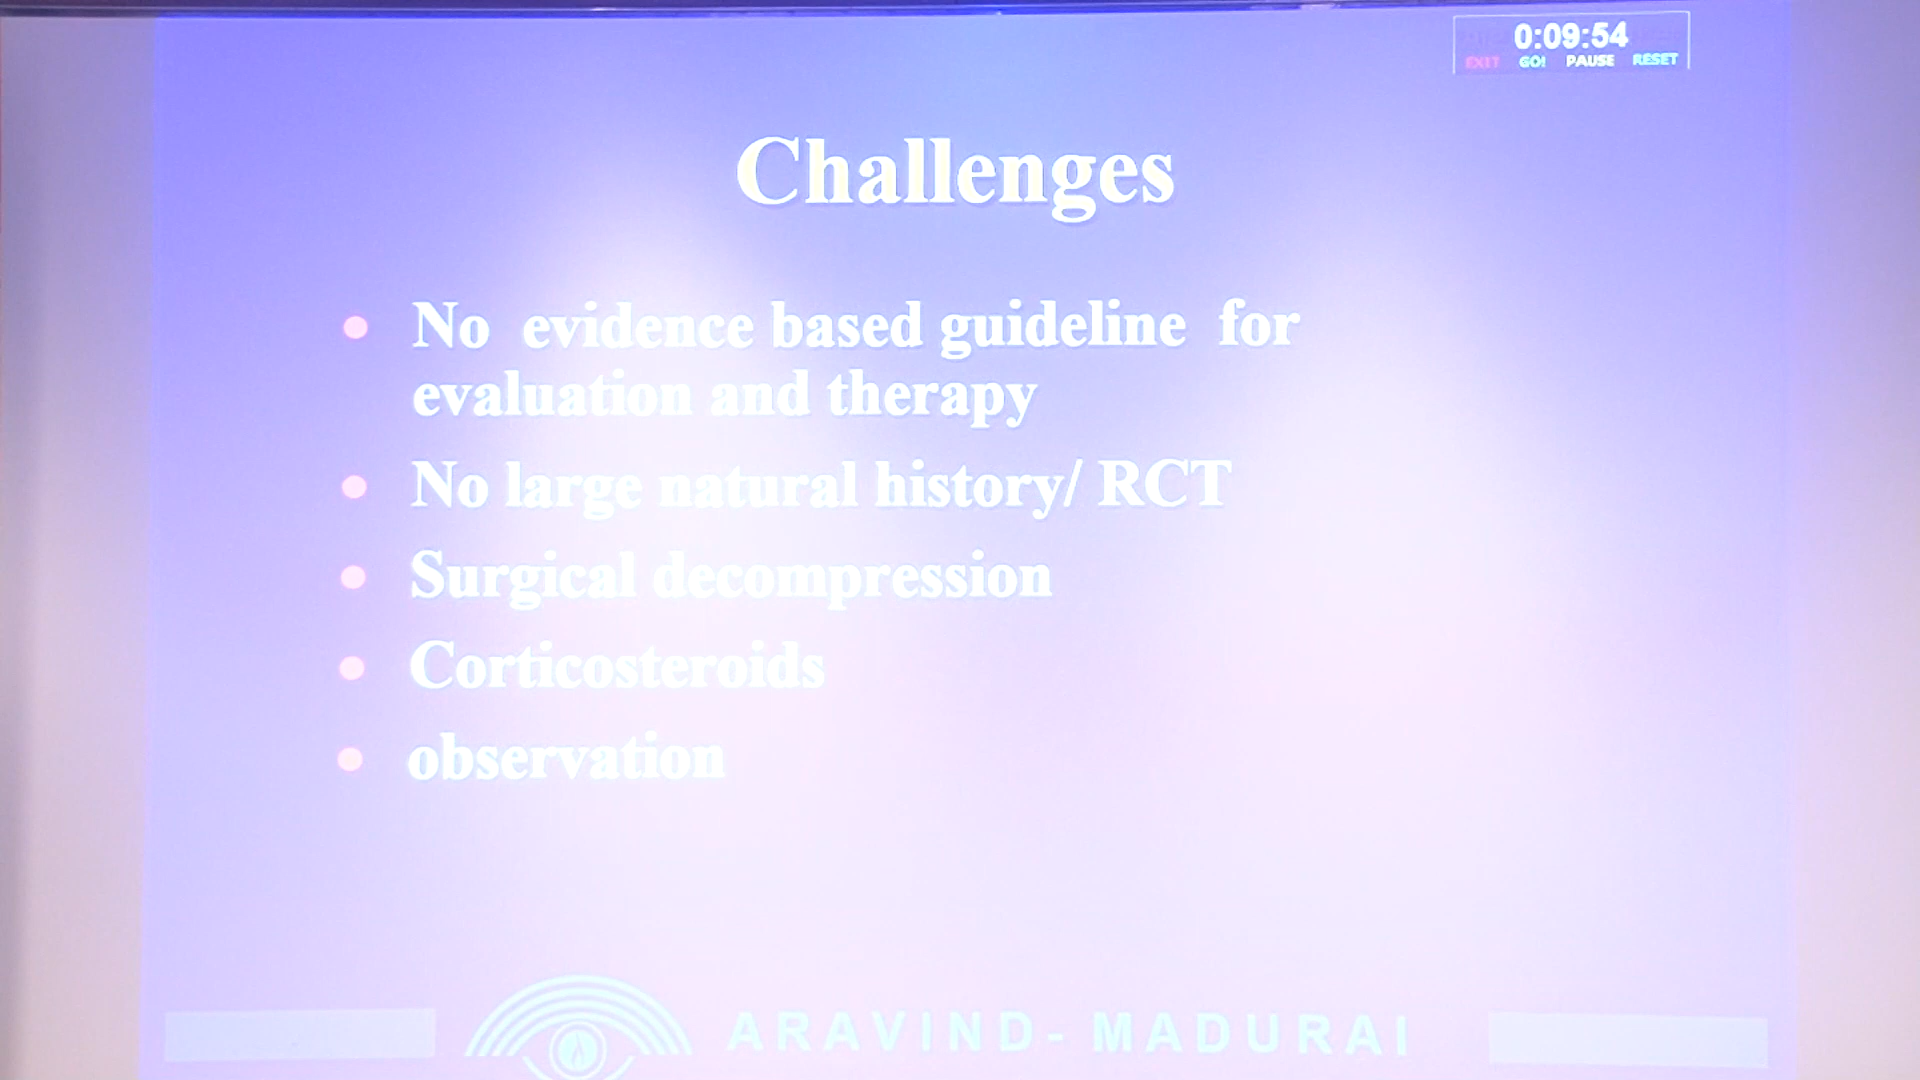 0:09:54
EXIT GO! PAUSE RESET
Challenges
No evidence based guideline for
evaluation and therapy
No large natural history/ RCT
Surgical decompression
Corticosteroids
observation
ARAVIND - MADURAI